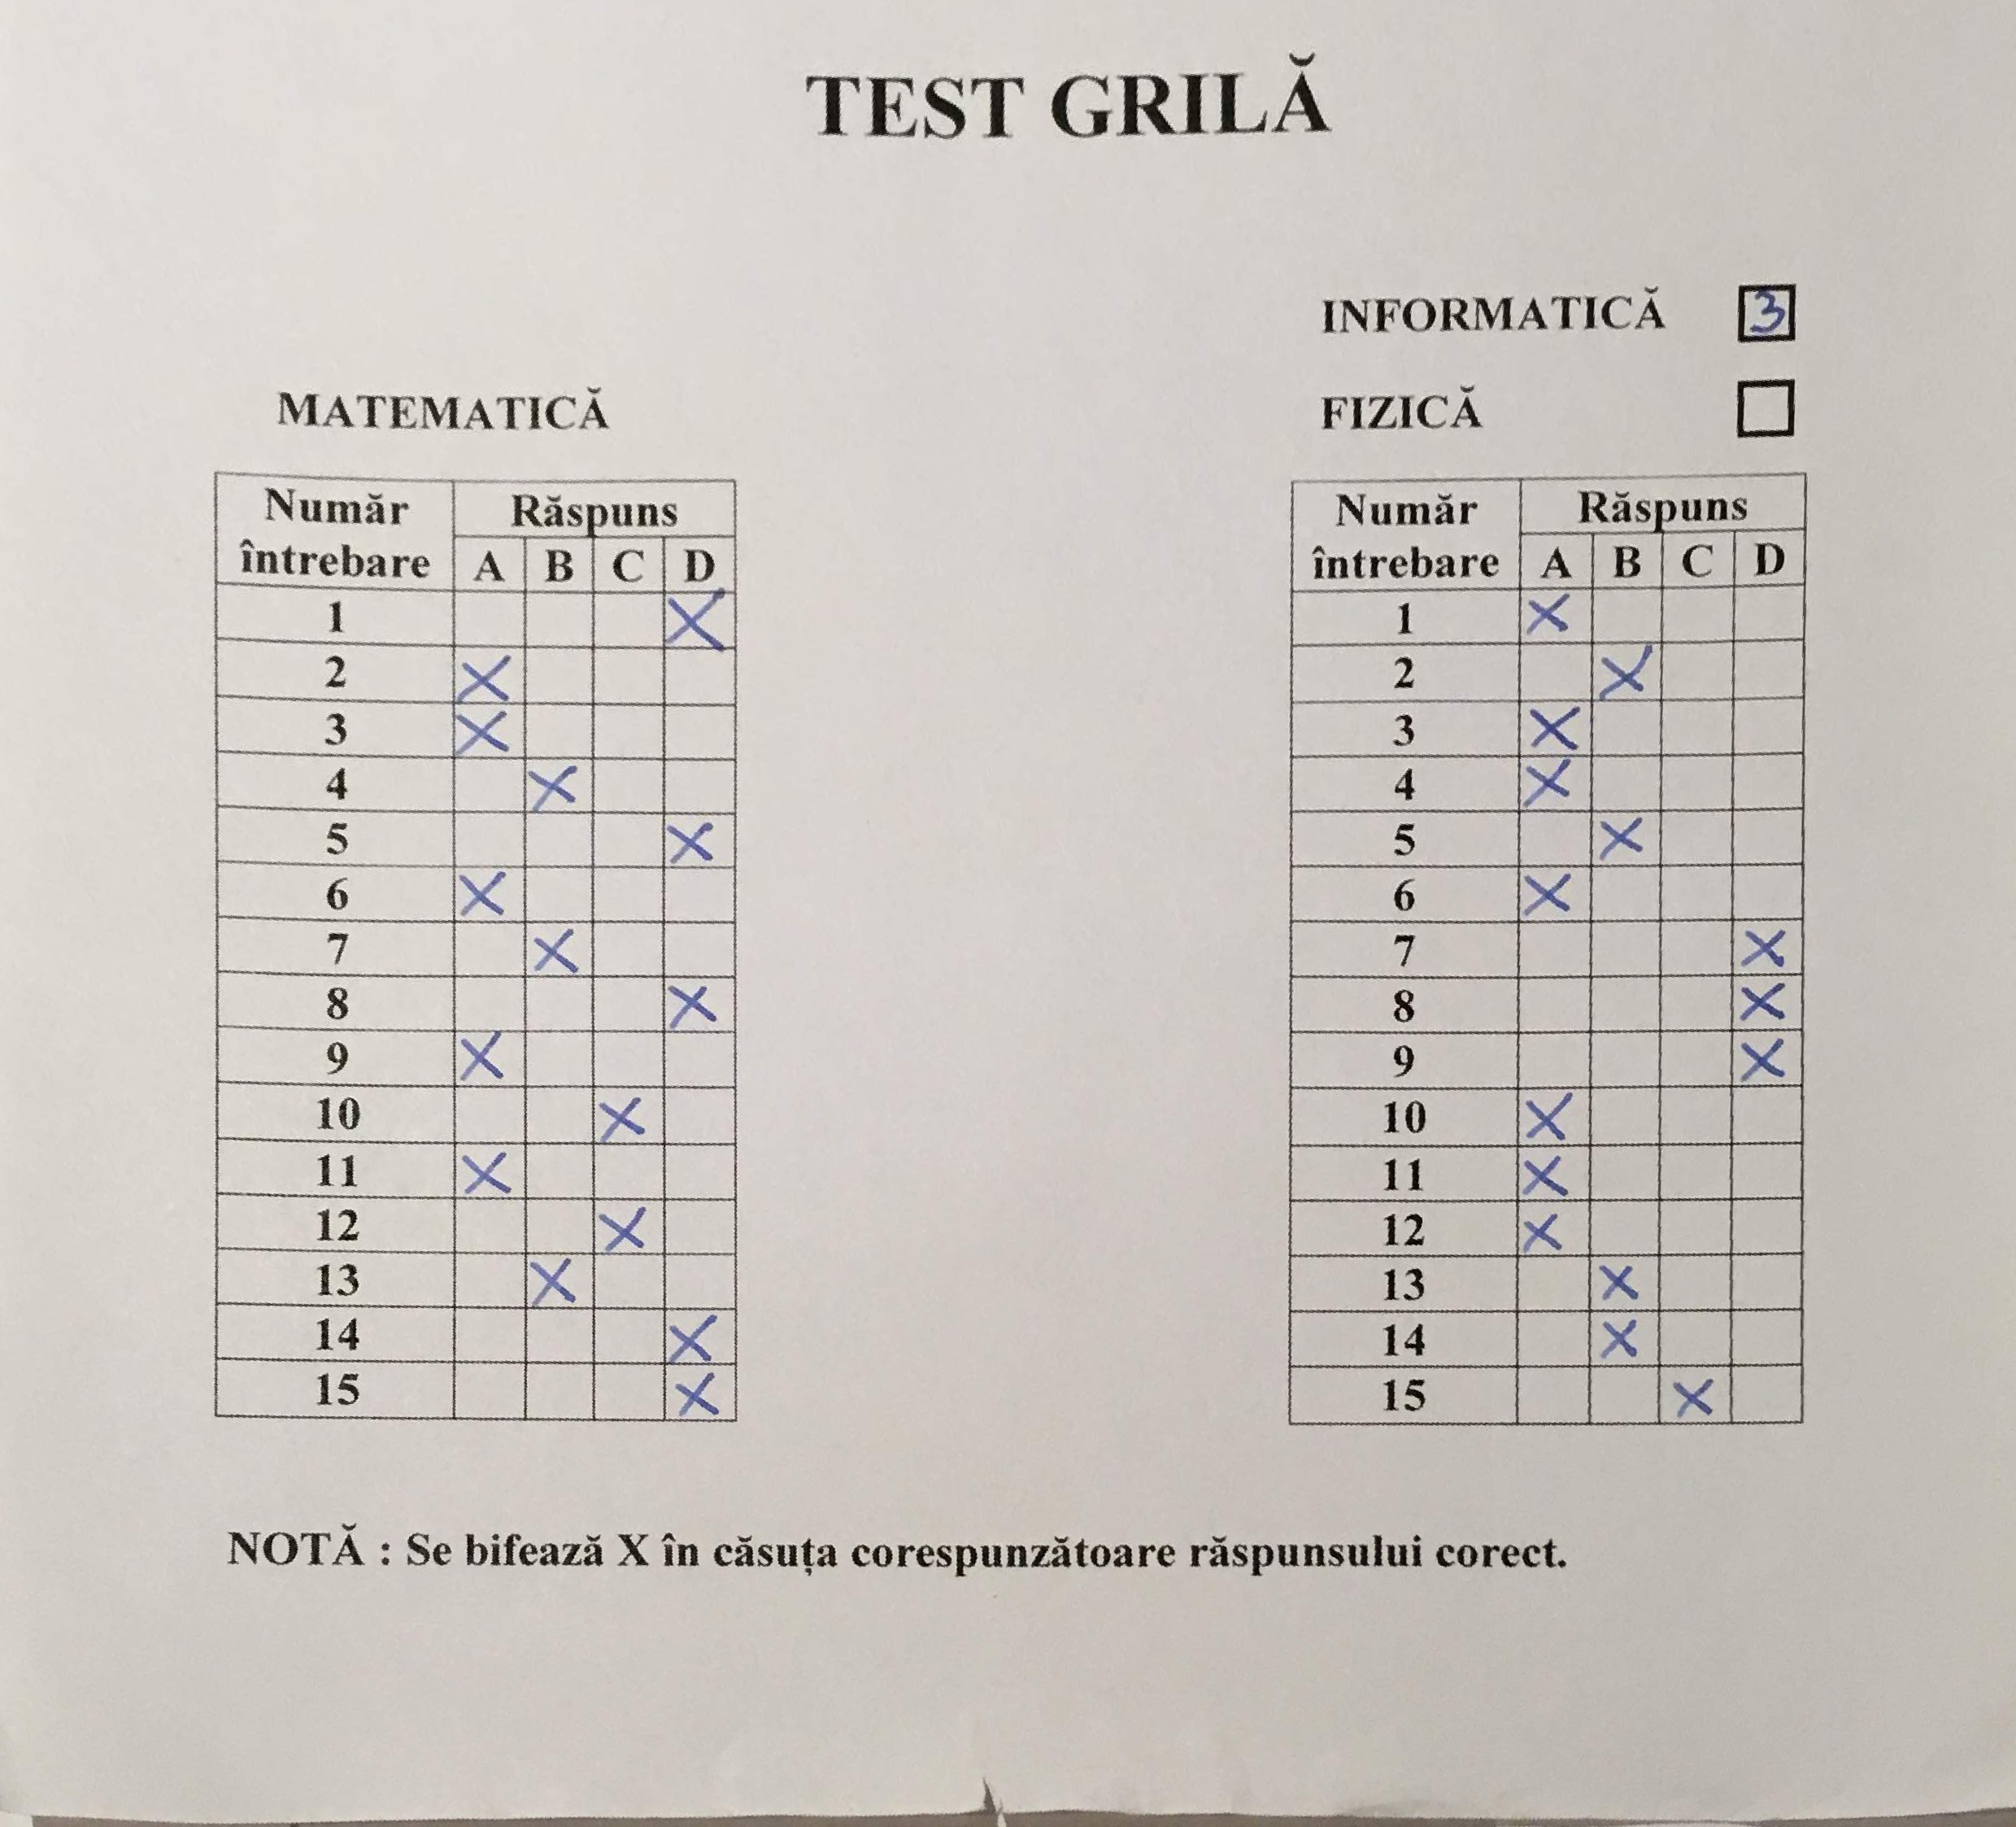 TEST GRILĂ
INFORMATICĂ 3
MATEMATICĂ
FIZICĂ
Număr întrebare Răspuns
A B C D
1 X
2 X
3 X
4 X
5 X
6 X
7 X
8 X
9 X
10 X
11 X
12 X
13 X
14 X
15 X
Număr întrebare Răspuns
A B C D
1 X
2 X
3 X
4 X
5 X
6 X
7 X
8 X
9 X
10 X
11 X
12 X
13 X
14 X
15 X
NOTĂ : Se bifează X în căsuța corespunzătoare răspunsului corect.